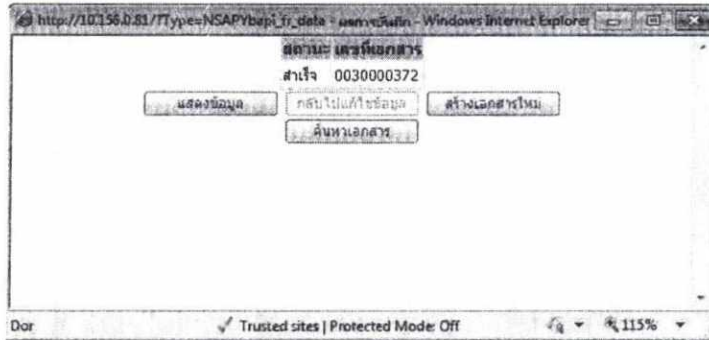 http://10.156.0.81/?Type=NSAPYbapi_fr_data - ผลการบันทึก - Windows Internet Explorer
สถานะ เลขที่เอกสาร
สำเร็จ 0030000372
แสดงข้อมูล กลับไปแก้ไขข้อมูล สร้างเอกสารใหม่
ค้นหาเอกสาร
Dor Trusted sites | Protected Mode: Off 115%